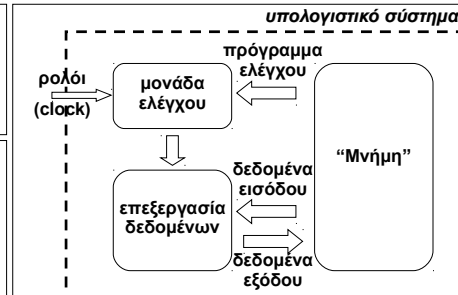 υπολογιστικό σύστημα
πρόγραμμα
ελέγχου
ρολόι
(clock)
μονάδα
ελέγχου
“Μνήμη”
δεδομένα
εισόδου
επεξεργασία
δεδομένων
δεδομένα
εξόδου